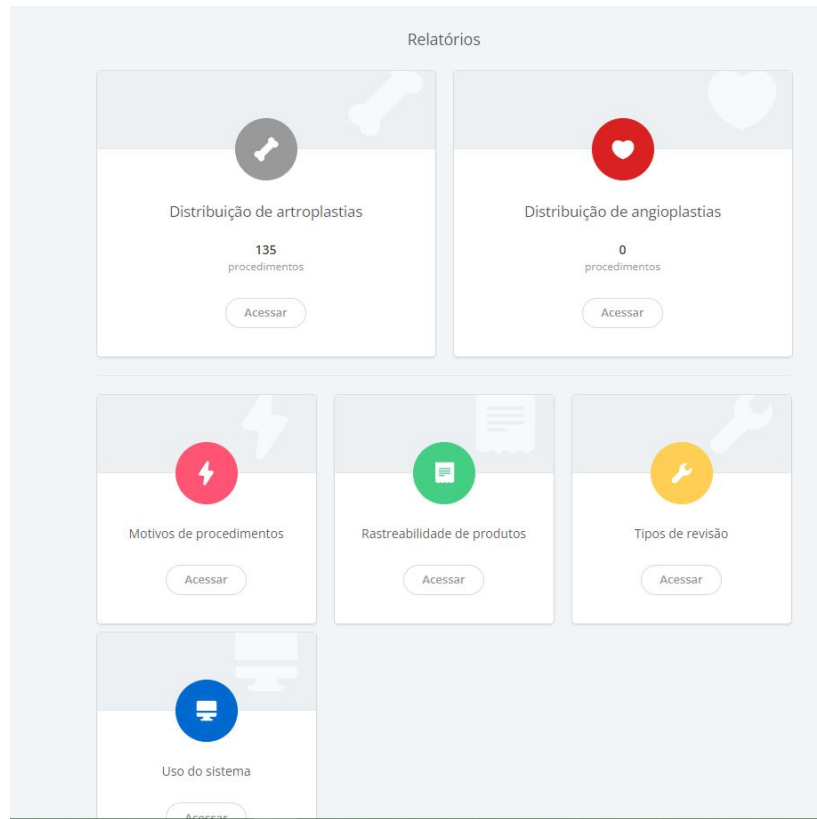 Relatórios
Distribuição de artroplastias
135
procedimentos
Acessar
Distribuição de angioplastias
0
procedimentos
Acessar
Motivos de procedimentos
Acessar
Rastreabilidade de produtos
Acessar
Tipos de revisão
Acessar
Uso do sistema
Acessar